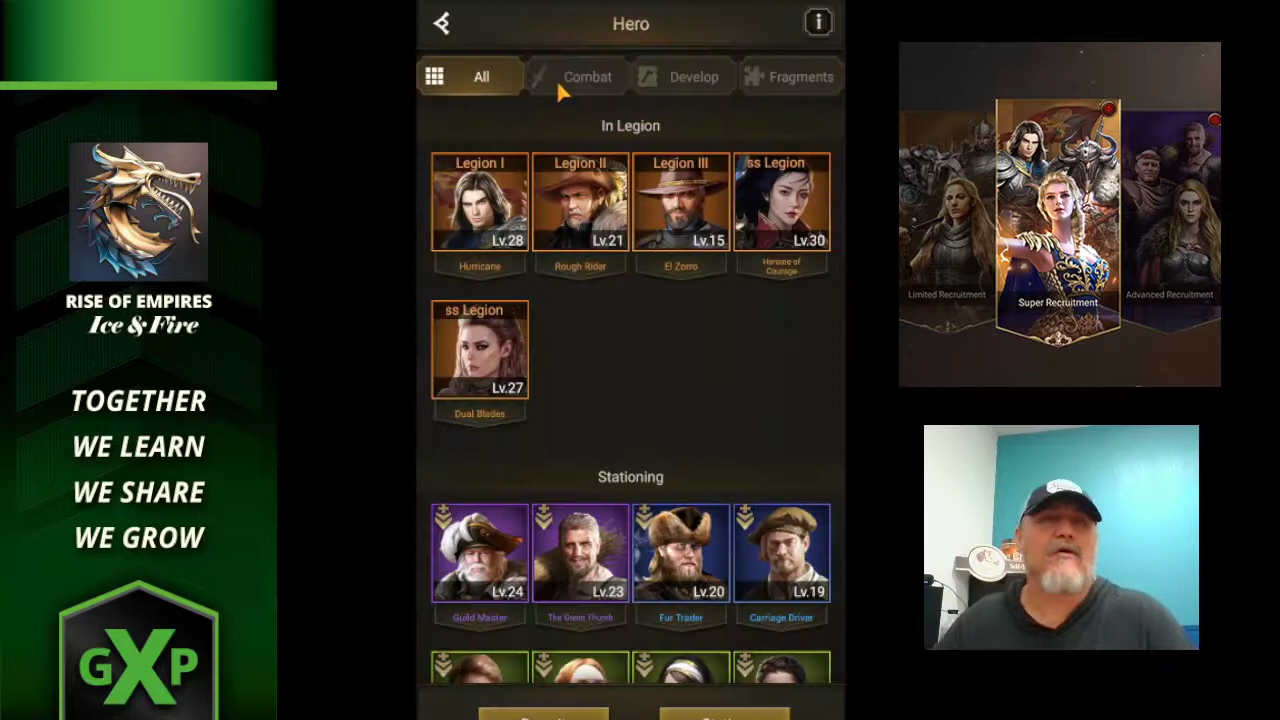 RISE OF EMPIRES
Ice & Fire
TOGETHER
WE LEARN
WE SHARE
WE GROW
GXP
Hero
All
Combat
Develop
Fragments
In Legion
Legion I
Legion II
Legion III
ss Legion
Lv.28
Lv.21
Lv.15
Lv.30
Hurricane
Rough Rider
El Zorro
Heroine of
Courage
ss Legion
Lv.27
Dual Blades
Stationing
Lv.24
Lv.23
Lv.20
Lv.19
Guild Master
The Green Thumb
Fur Trader
Carriage Driver
Limited Recruitment
Super Recruitment
Advanced Recruitment